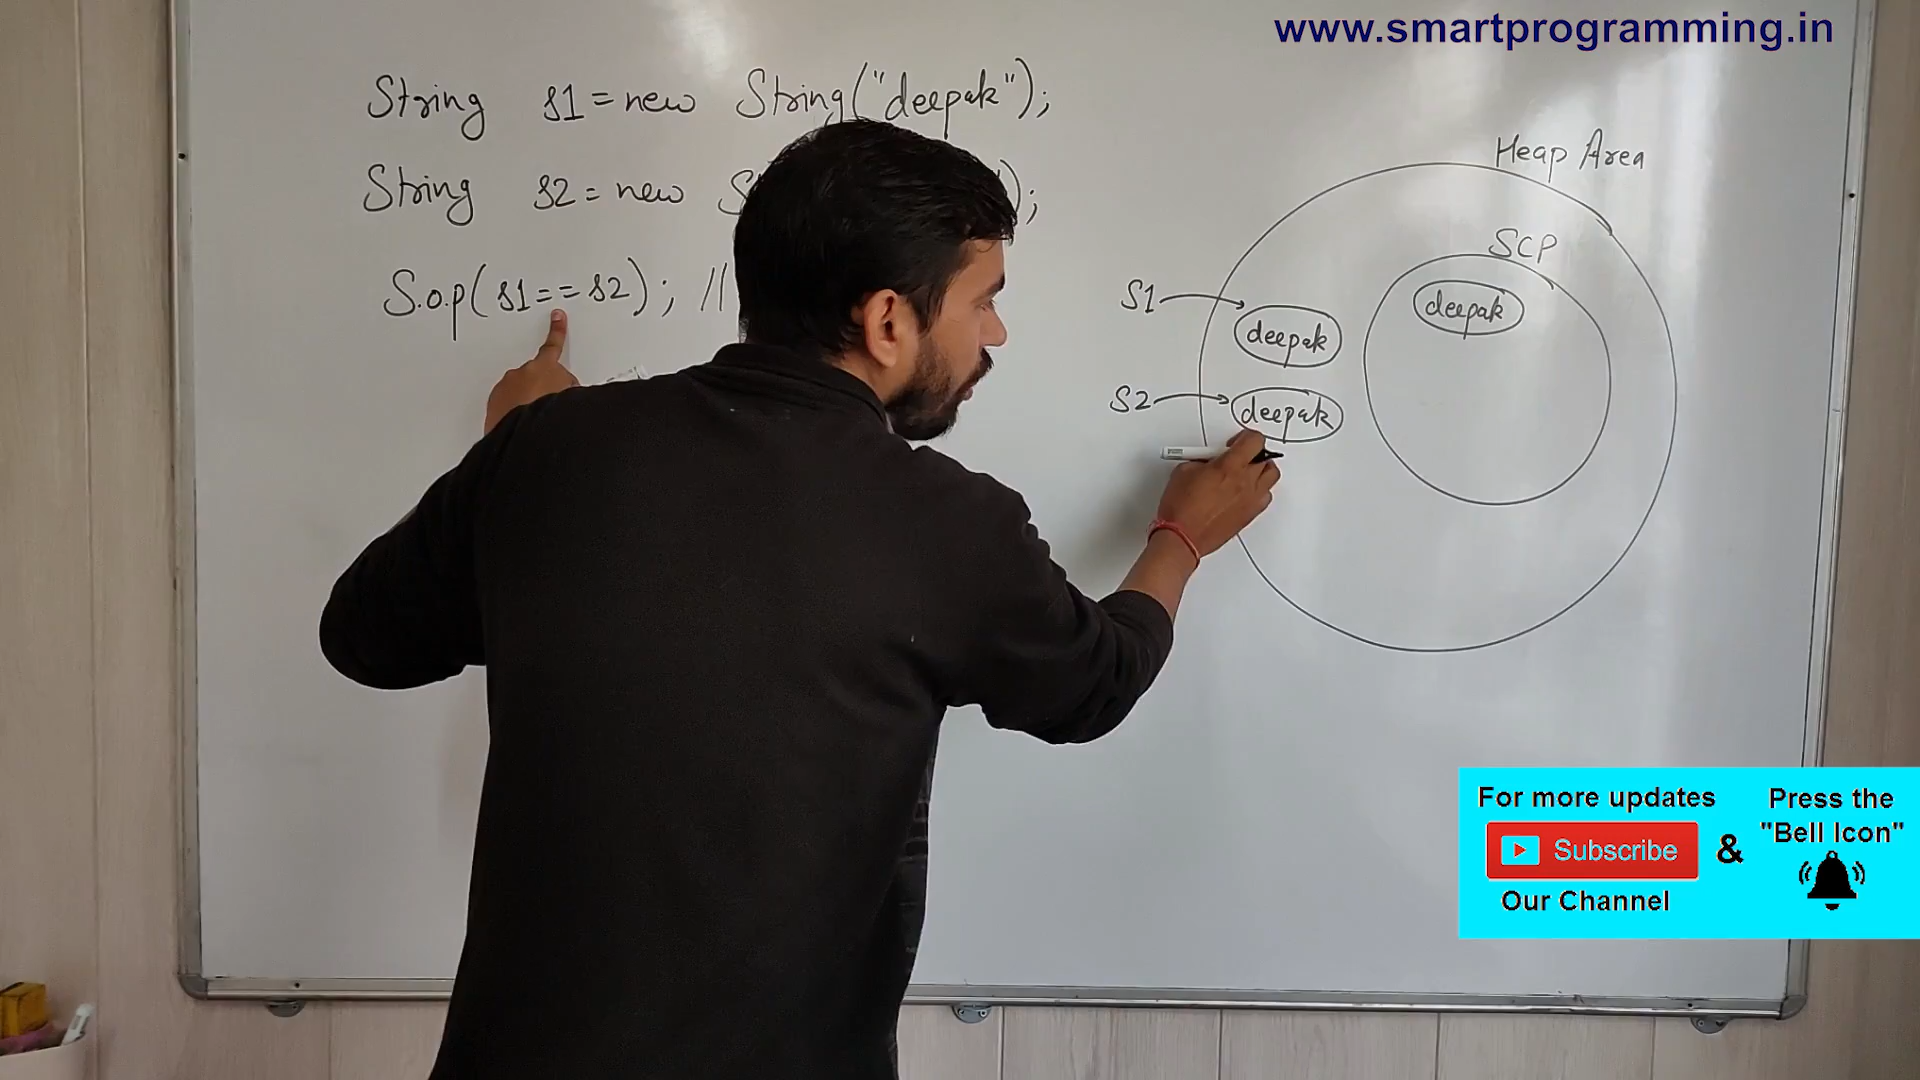 www.smartprogramming.in
String s1 = new String("deepak");
String s2 = new );
S.o.p(s1 == s2); //
Heap Area
SCP
deepak
S1
deepak
S2
deepak
For more updates
Subscribe
Our Channel
&
Press the
"Bell Icon"